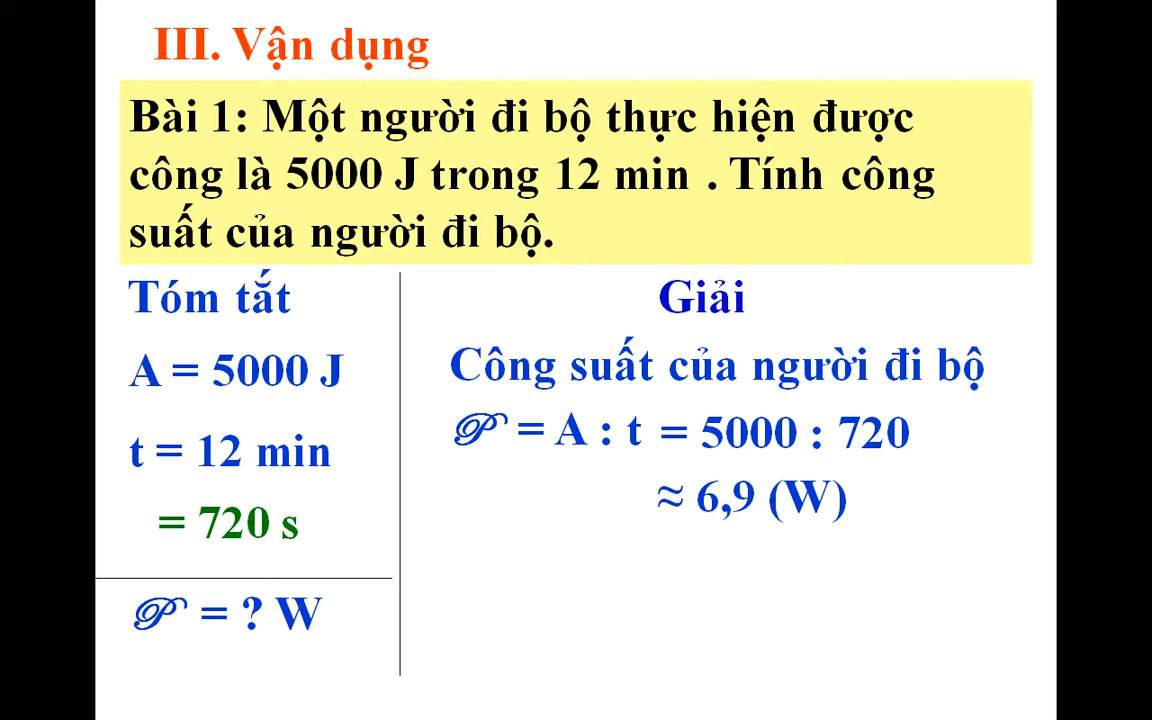 III. Vận dụng
Bài 1: Một người đi bộ thực hiện được
công là 5000 J trong 12 min . Tính công
suất của người đi bộ.
Tóm tắt
A = 5000 J
t = 12 min
= 720 s
𝒫 = ? W
Giải
Công suất của người đi bộ
𝒫 = A : t = 5000 : 720
≈ 6,9 (W)